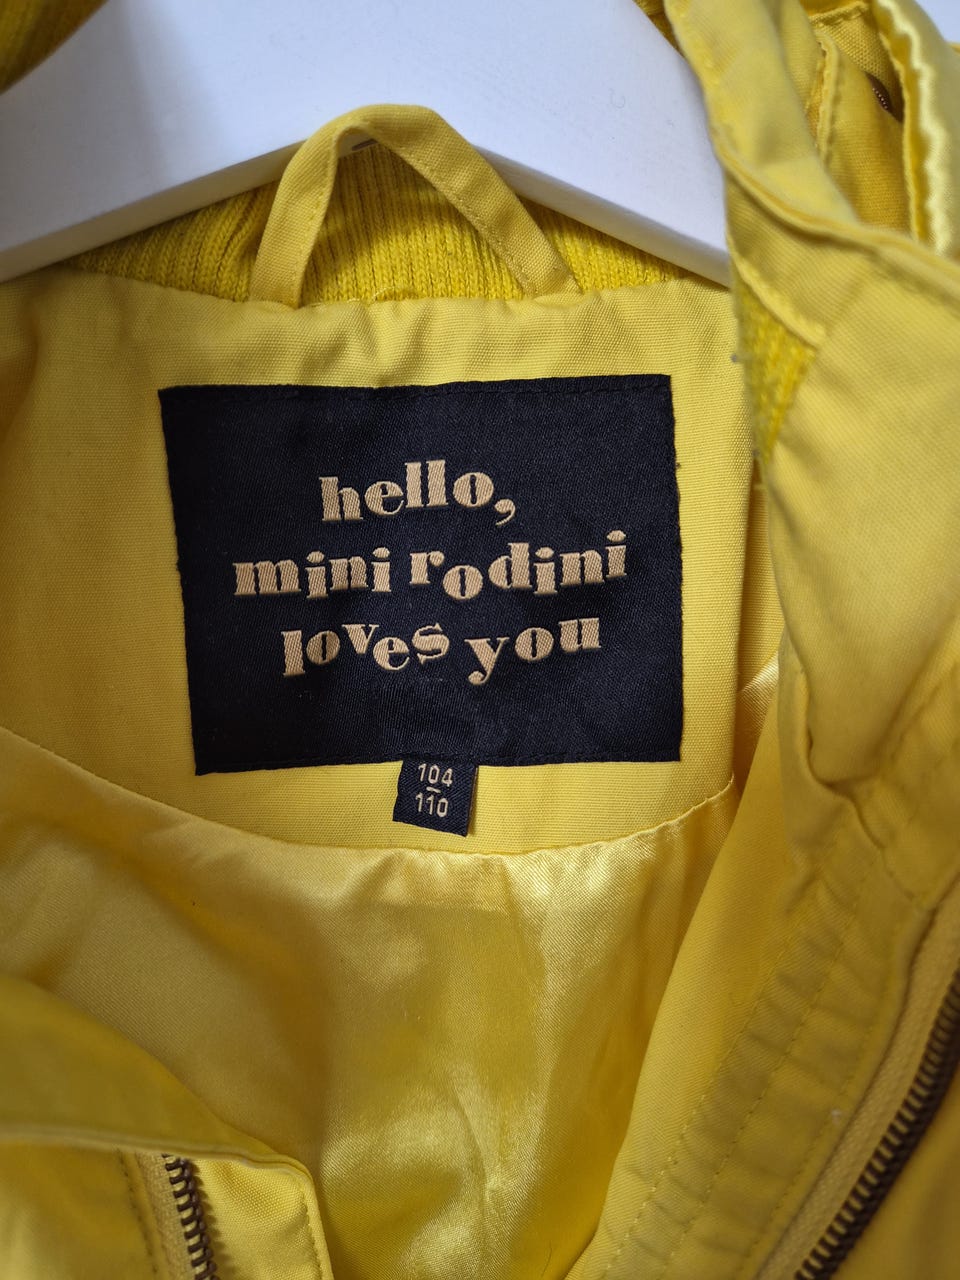 hello,
mini rodini
loves you
104
110